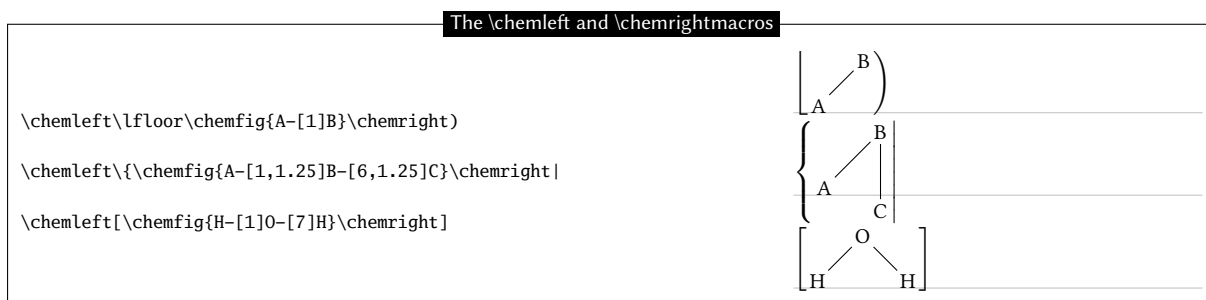 The \chemleft and \chemrightmacros
\chemleft\lfloor\chemfig{A-[1]B}\chemright)
\chemleft\{\chemfig{A-[1,1.25]B-[6,1.25]C}\chemright|
\chemleft[\chemfig{H-[1]O-[7]H}\chemright]
B
A
B
A
C
O
H H